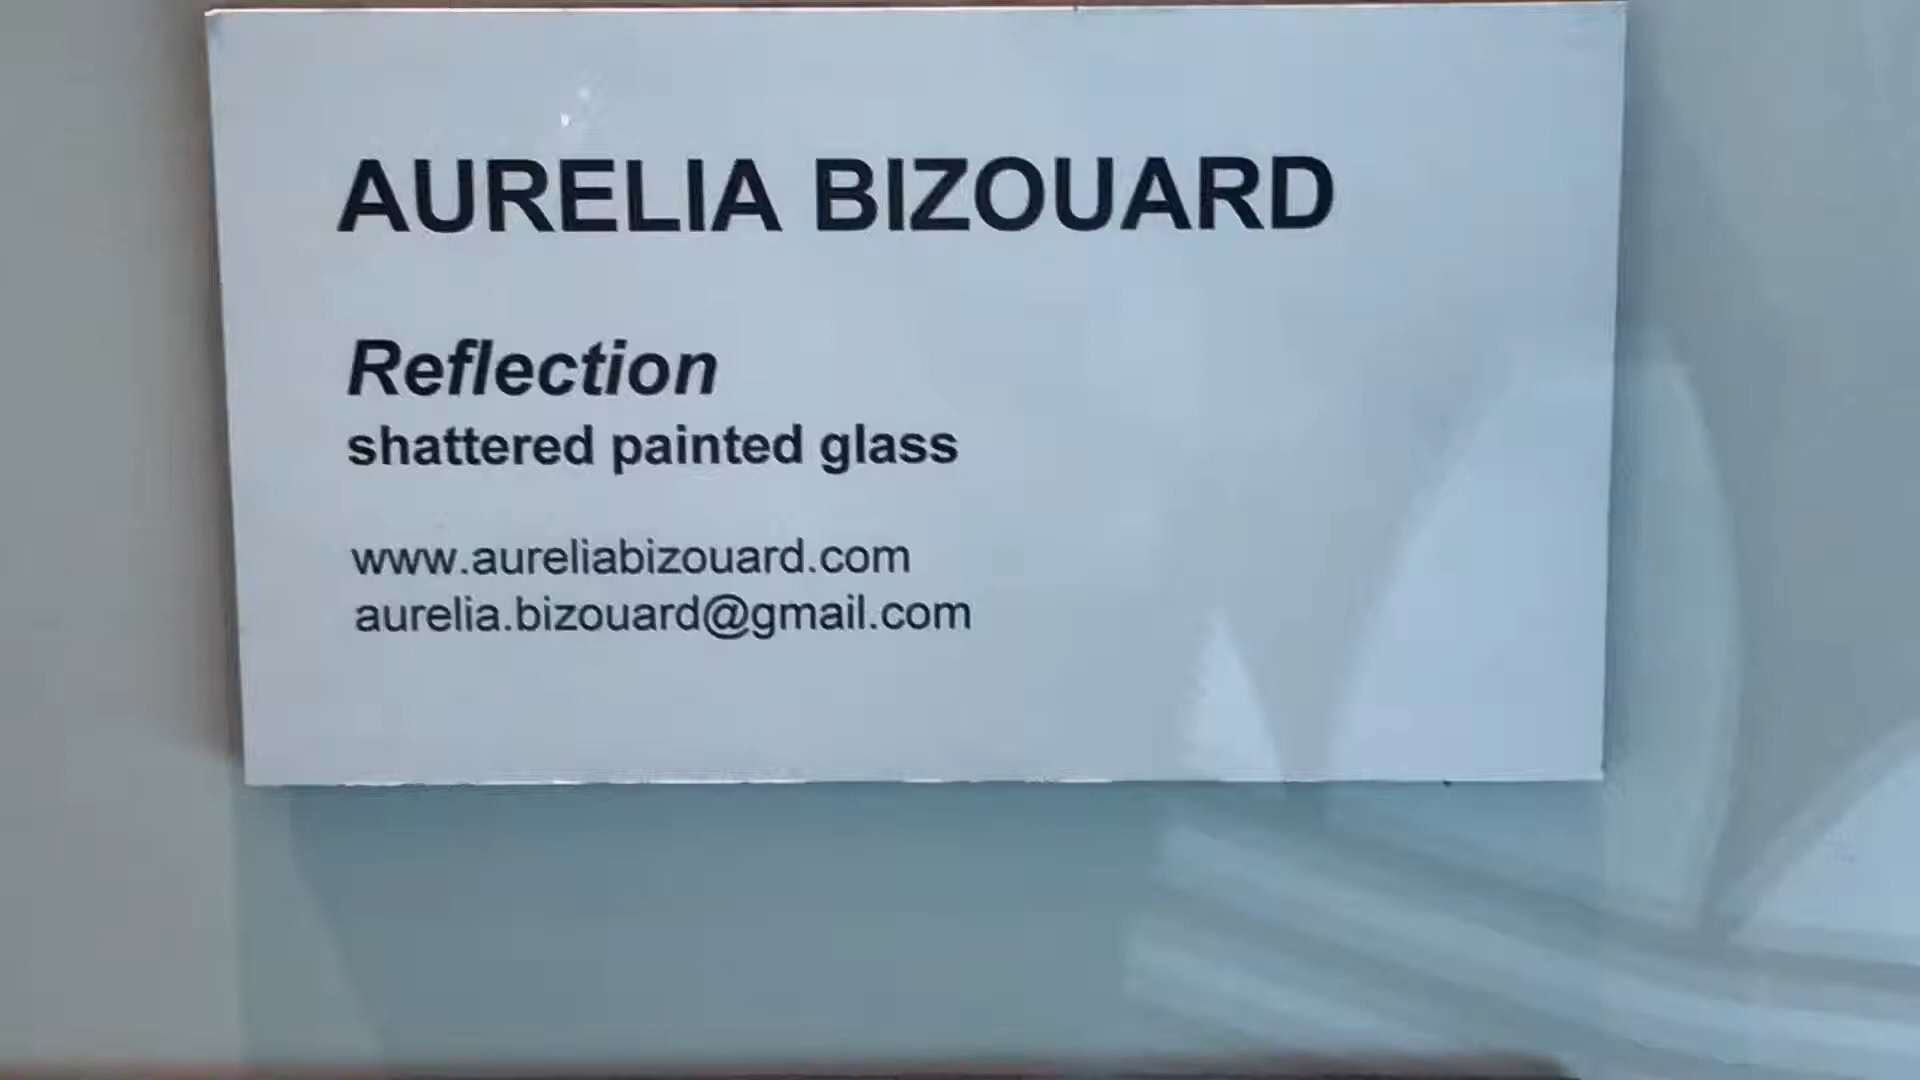 AURELIA BIZOUARD
Reflection
shattered painted glass
www.aureliabizouard.com
aurelia.bizouard@gmail.com